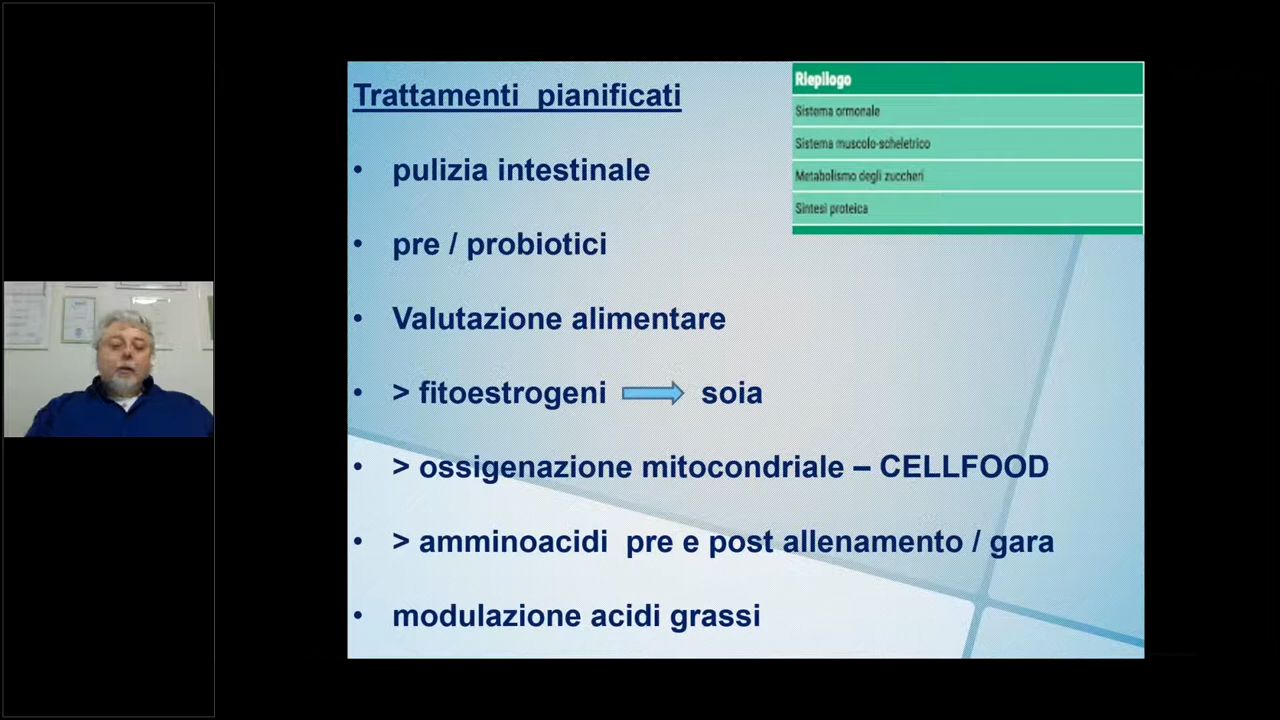 Trattamenti pianificati
Riepilogo
Sistema ormonale
Sistema muscolo-scheletrico
Metabolismo degli zuccheri
Sintesi proteica
• pulizia intestinale
• pre / probiotici
• Valutazione alimentare
• > fitoestrogeni soia
• > ossigenazione mitocondriale – CELLFOOD
• > amminoacidi pre e post allenamento / gara
• modulazione acidi grassi